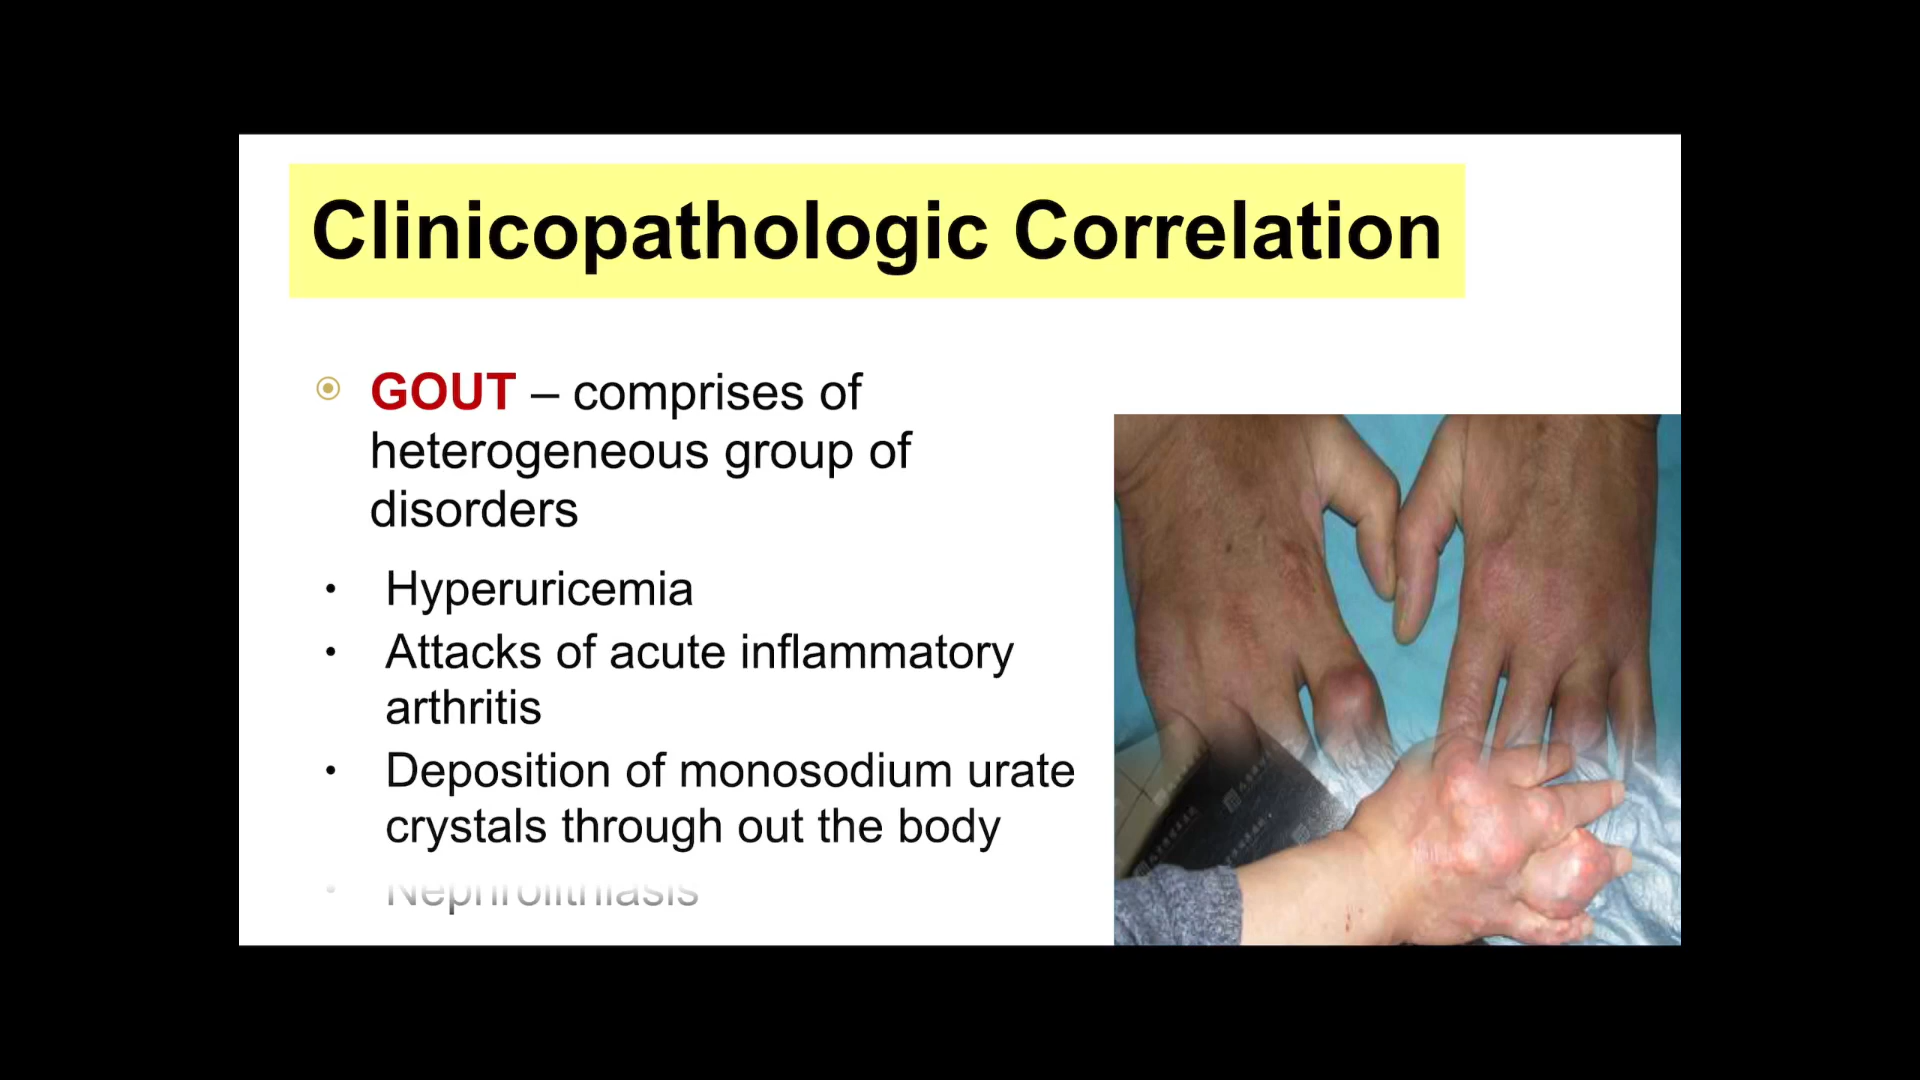 Clinicopathologic Correlation
GOUT – comprises of
heterogeneous group of
disorders
• Hyperuricemia
• Attacks of acute inflammatory
arthritis
• Deposition of monosodium urate
crystals through out the body
• Nephrolithiasis